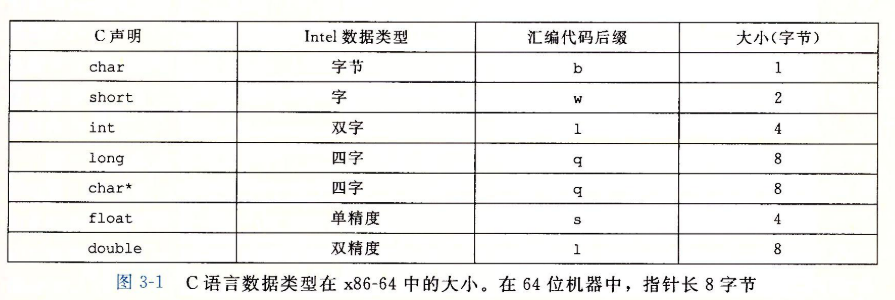 C 声明 Intel 数据类型 汇编代码后缀 大小(字节)
char 字节 b 1
short 字 w 2
int 双字 l 4
long 四字 q 8
char* 四字 q 8
float 单精度 s 4
double 双精度 l 8
图 3-1 C 语言数据类型在 x86-64 中的大小。在 64 位机器中，指针长 8 字节